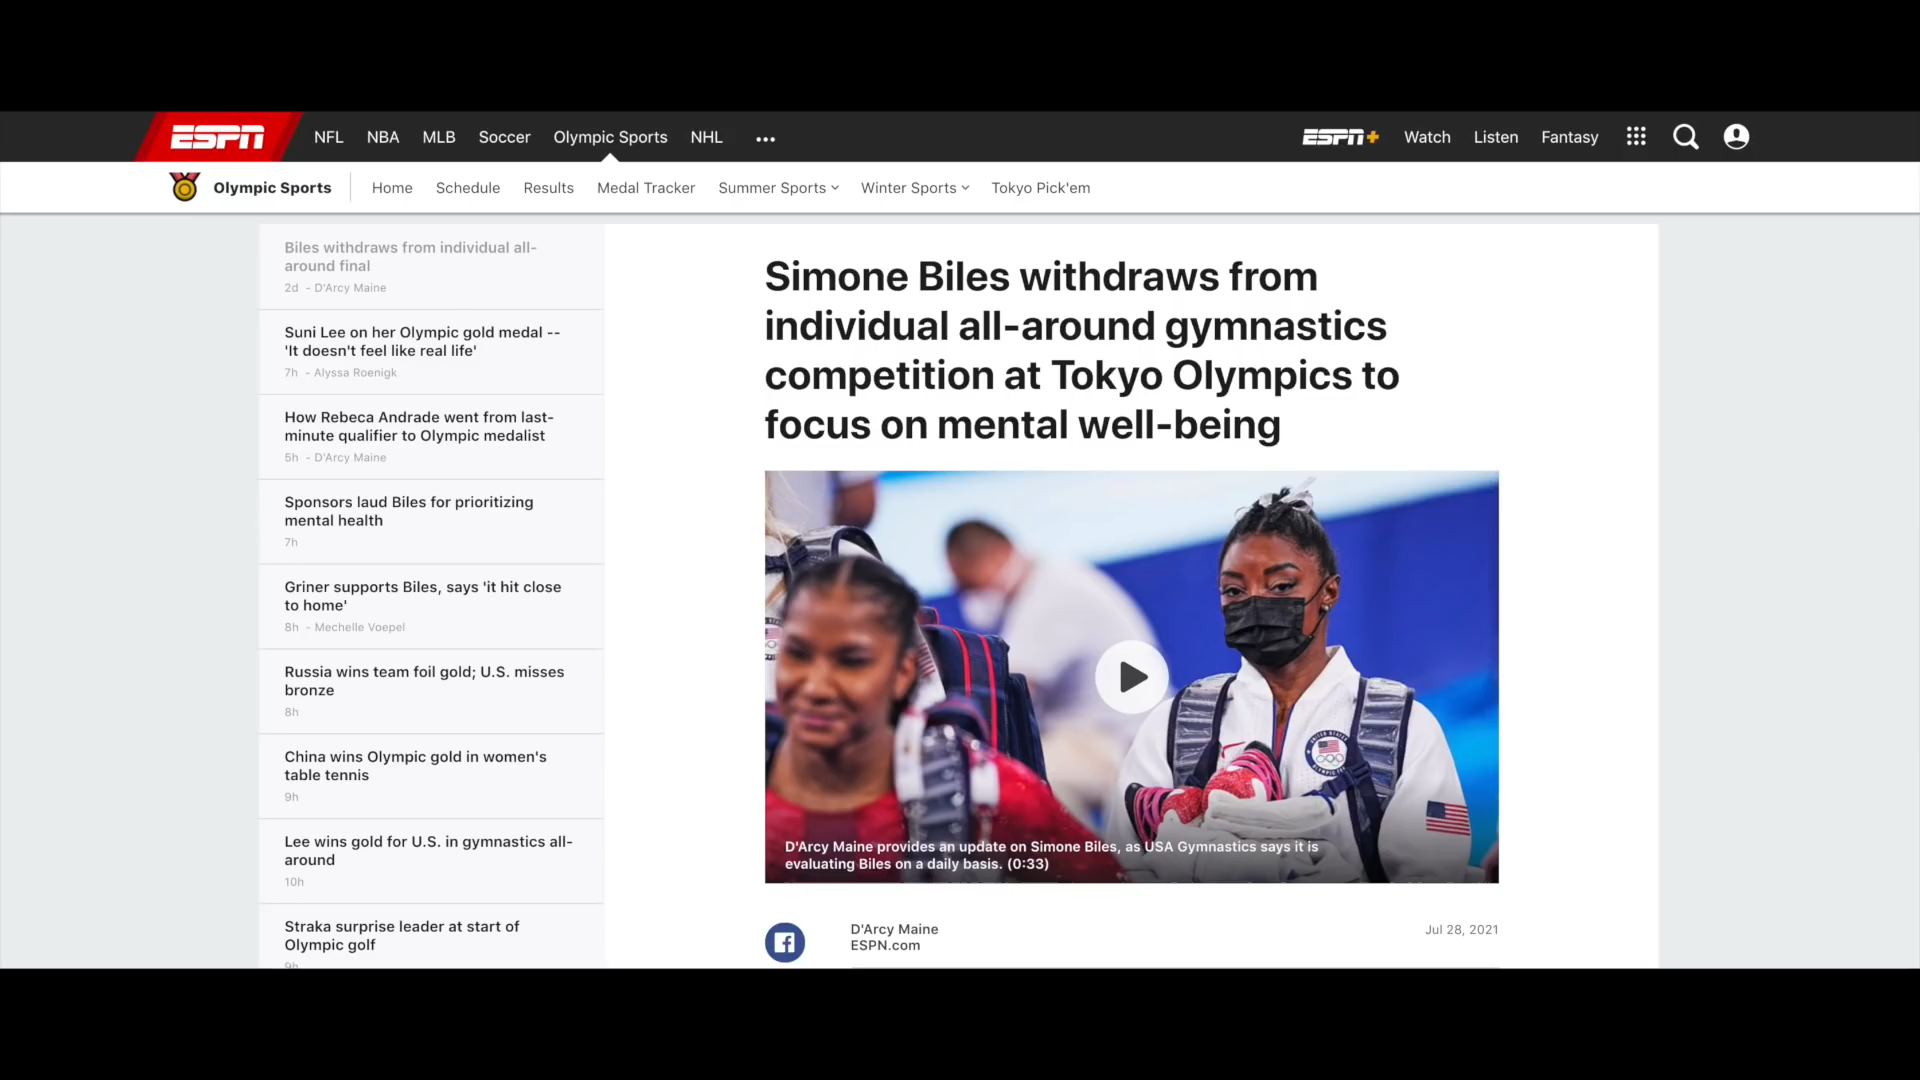 ESPN NFL NBA MLB Soccer Olympic Sports NHL ... ESPN+ Watch Listen Fantasy
Olympic Sports Home Schedule Results Medal Tracker Summer Sports Winter Sports Tokyo Pick'em
Biles withdraws from individual all-
around final
2d - D'Arcy Maine
Suni Lee on her Olympic gold medal --
'It doesn't feel like real life'
7h - Alyssa Roenigk
How Rebeca Andrade went from last-
minute qualifier to Olympic medalist
5h - D'Arcy Maine
Sponsors laud Biles for prioritizing
mental health
7h
Griner supports Biles, says 'it hit close
to home'
8h - Mechelle Voepel
Russia wins team foil gold; U.S. misses
bronze
8h
China wins Olympic gold in women's
table tennis
9h
Lee wins gold for U.S. in gymnastics all-
around
10h
Straka surprise leader at start of
Olympic golf
9h
Simone Biles withdraws from
individual all-around gymnastics
competition at Tokyo Olympics to
focus on mental well-being
D'Arcy Maine provides an update on Simone Biles, as USA Gymnastics says it is
evaluating Biles on a daily basis. (0:33)
D'Arcy Maine
ESPN.com
Jul 28, 2021